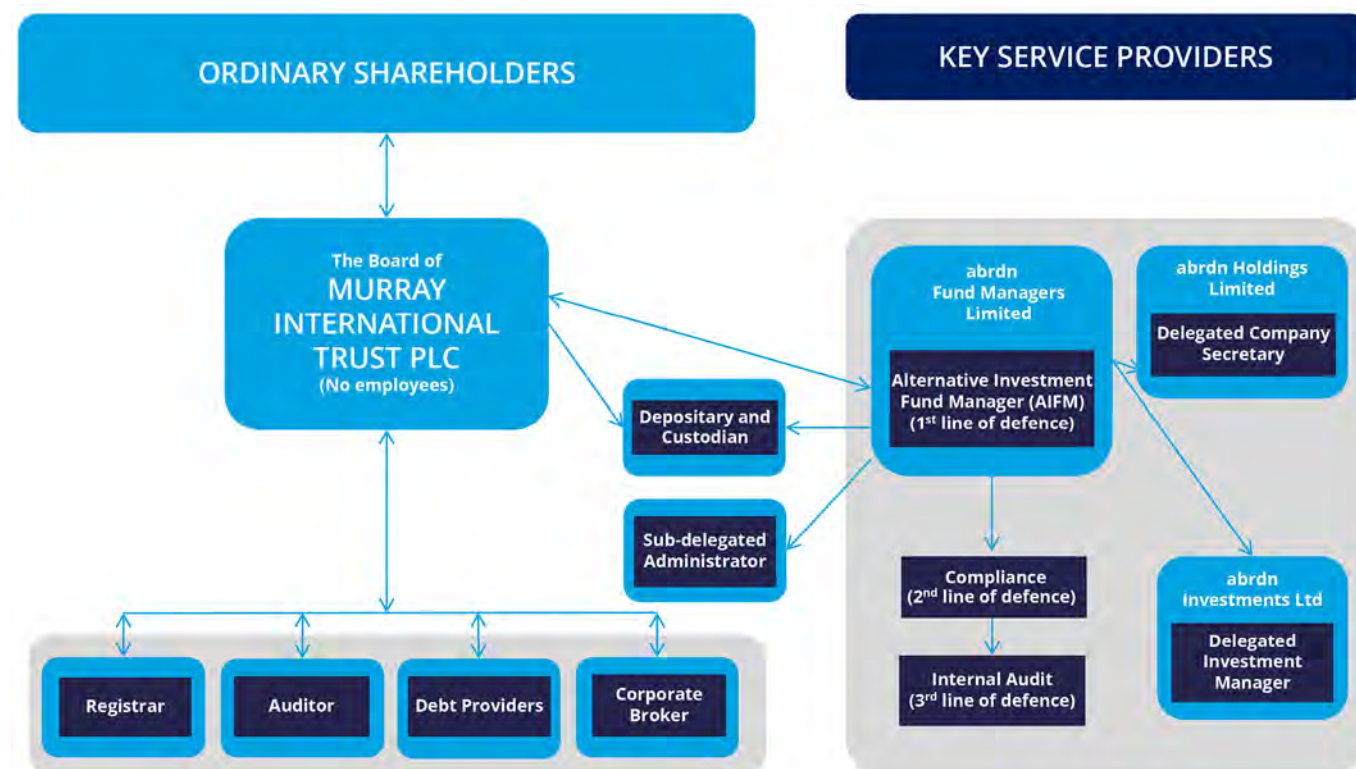 ORDINARY SHAREHOLDERS
KEY SERVICE PROVIDERS
The Board of
MURRAY
INTERNATIONAL
TRUST PLC
(No employees)
abrdn
Fund Managers
Limited
Alternative Investment
Fund Manager (AIFM)
(1st line of defence)
abrdn Holdings
Limited
Delegated Company
Secretary
Depositary and
Custodian
Sub-delegated
Administrator
Compliance
(2nd line of defence)
Internal Audit
(3rd line of defence)
abrdn
Investments Ltd
Delegated
Investment
Manager
Registrar
Auditor
Debt Providers
Corporate
Broker